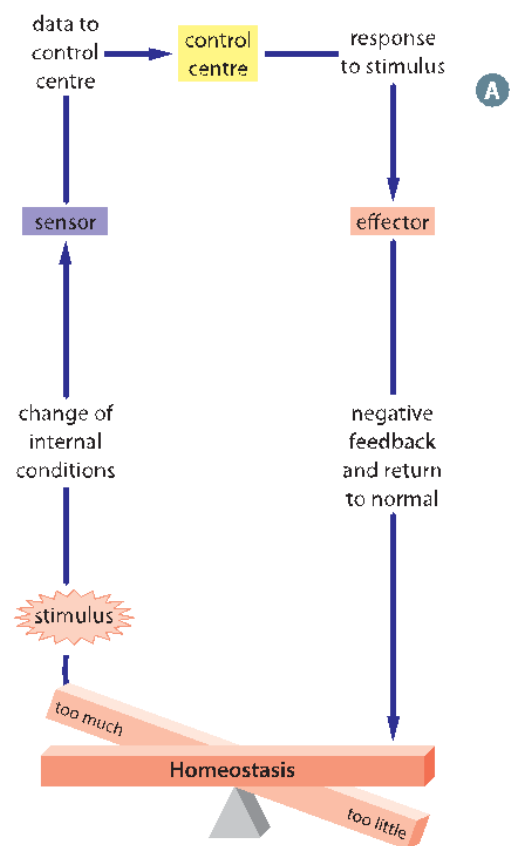 data to
control
centre
control
centre
response
to stimulus
A
sensor
effector
change of
internal
conditions
negative
feedback
and return
to normal
stimulus
too much
Homeostasis
too little